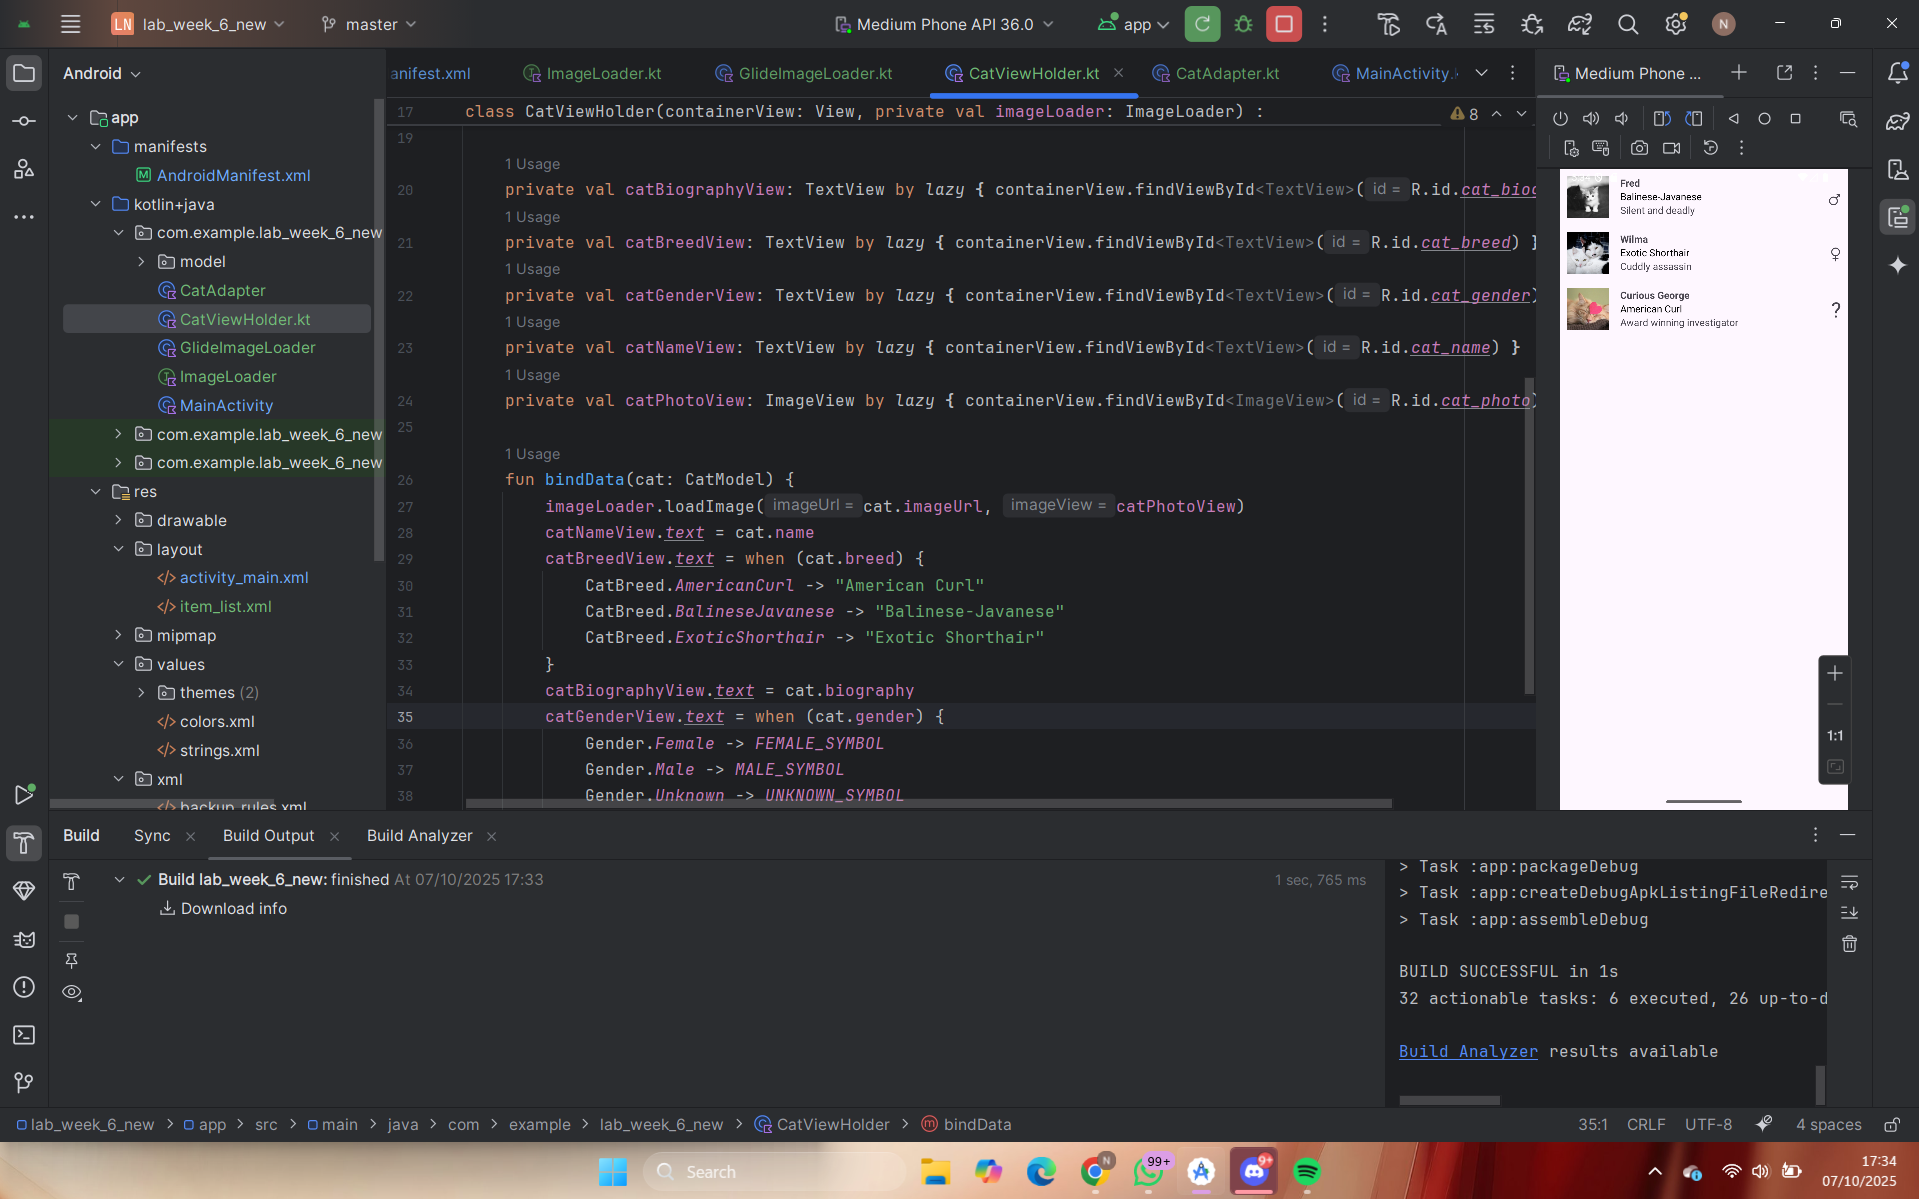 LN lab_week_6_new
master
Medium Phone API 36.0
app
N
Android
app
manifests
AndroidManifest.xml
kotlin+java
com.example.lab_week_6_new
model
CatAdapter
CatViewHolder.kt
GlideImageLoader
ImageLoader
MainActivity
com.example.lab_week_6_new
com.example.lab_week_6_new
res
drawable
layout
activity_main.xml
item_list.xml
mipmap
values
themes (2)
colors.xml
strings.xml
xml
backup_rules.xml
anifest.xml
ImageLoader.kt
GlideImageLoader.kt
CatViewHolder.kt
CatAdapter.kt
MainActivity.
17 class CatViewHolder(containerView: View, private val imageLoader: ImageLoader) :
8
19
1 Usage
20 private val catBiographyView: TextView by lazy { containerView.findViewById<TextView>( id = R.id.cat_bio
1 Usage
21 private val catBreedView: TextView by lazy { containerView.findViewById<TextView>( id = R.id.cat_breed) }
1 Usage
22 private val catGenderView: TextView by lazy { containerView.findViewById<TextView>( id = R.id.cat_gender)
1 Usage
23 private val catNameView: TextView by lazy { containerView.findViewById<TextView>( id = R.id.cat_name) }
1 Usage
24 private val catPhotoView: ImageView by lazy { containerView.findViewById<ImageView>( id = R.id.cat_photo)
25
1 Usage
26 fun bindData(cat: CatModel) {
27 imageLoader.loadImage( imageUrl = cat.imageUrl, imageView = catPhotoView)
28 catNameView.text = cat.name
29 catBreedView.text = when (cat.breed) {
30 CatBreed.AmericanCurl -> "American Curl"
31 CatBreed.BalineseJavanese -> "Balinese-Javanese"
32 CatBreed.ExoticShorthair -> "Exotic Shorthair"
33 }
34 catBiographyView.text = cat.biography
35 catGenderView.text = when (cat.gender) {
36 Gender.Female -> FEMALE_SYMBOL
37 Gender.Male -> MALE_SYMBOL
38 Gender.Unknown -> UNKNOWN_SYMBOL
Medium Phone ...
Fred
Balinese-Javanese
Silent and deadly
♂
Wilma
Exotic Shorthair
Cuddly assassin
♀
Curious George
American Curl
Award winning investigator
?
1:1
Build
Sync
Build Output
Build Analyzer
Build lab_week_6_new: finished At 07/10/2025 17:33
1 sec, 765 ms
Download info
> Task :app:packageDebug
> Task :app:createDebugApkListingFileRedire
> Task :app:assembleDebug
BUILD SUCCESSFUL in 1s
32 actionable tasks: 6 executed, 26 up-to-d
Build Analyzer results available
lab_week_6_new > app > src > main > java > com > example > lab_week_6_new > CatViewHolder > bindData
35:1
CRLF
UTF-8
4 spaces
Search
N
99+
9+
17:34
07/10/2025